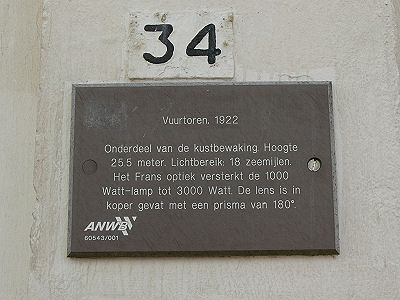 34
Vuurtoren, 1922
Onderdeel van de kustbewaking. Hoogte
25.5 meter. Lichtbereik: 18 zeemijlen.
Het Frans optiek versterkt de 1000
Watt-lamp tot 3000 Watt. De lens is in
koper gevat met een prisma van 180°.
ANWB
60543/001